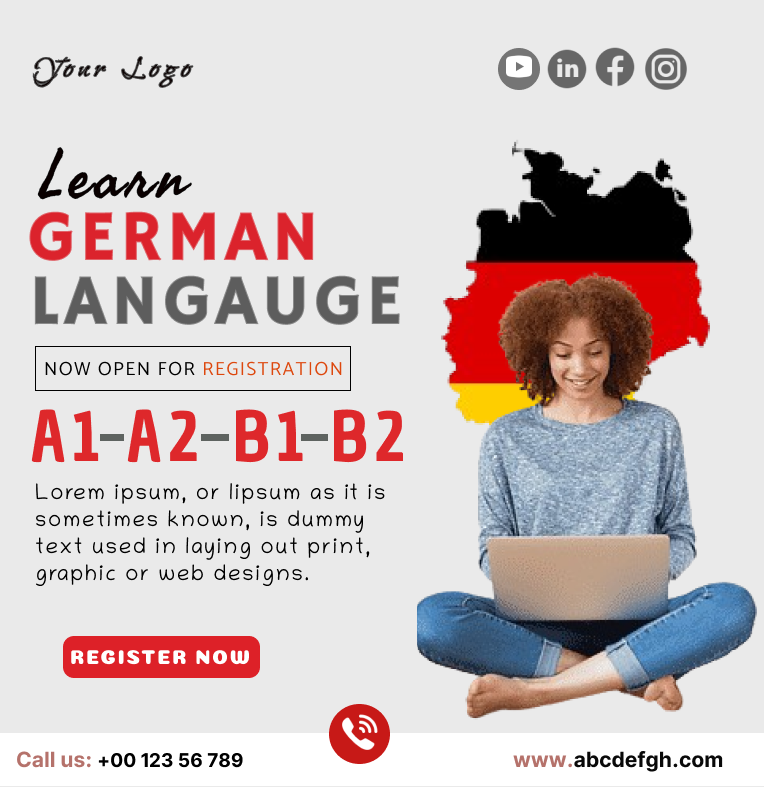 Your Logo
in
Learn
GERMAN
LANGAUGE
NOW OPEN FOR REGISTRATION
A1-A2-B1-B2
Lorem ipsum, or lipsum as it is
sometimes known, is dummy
text used in laying out print,
graphic or web designs.
REGISTER NOW
Call us: +00 123 56 789
www.abcdefgh.com